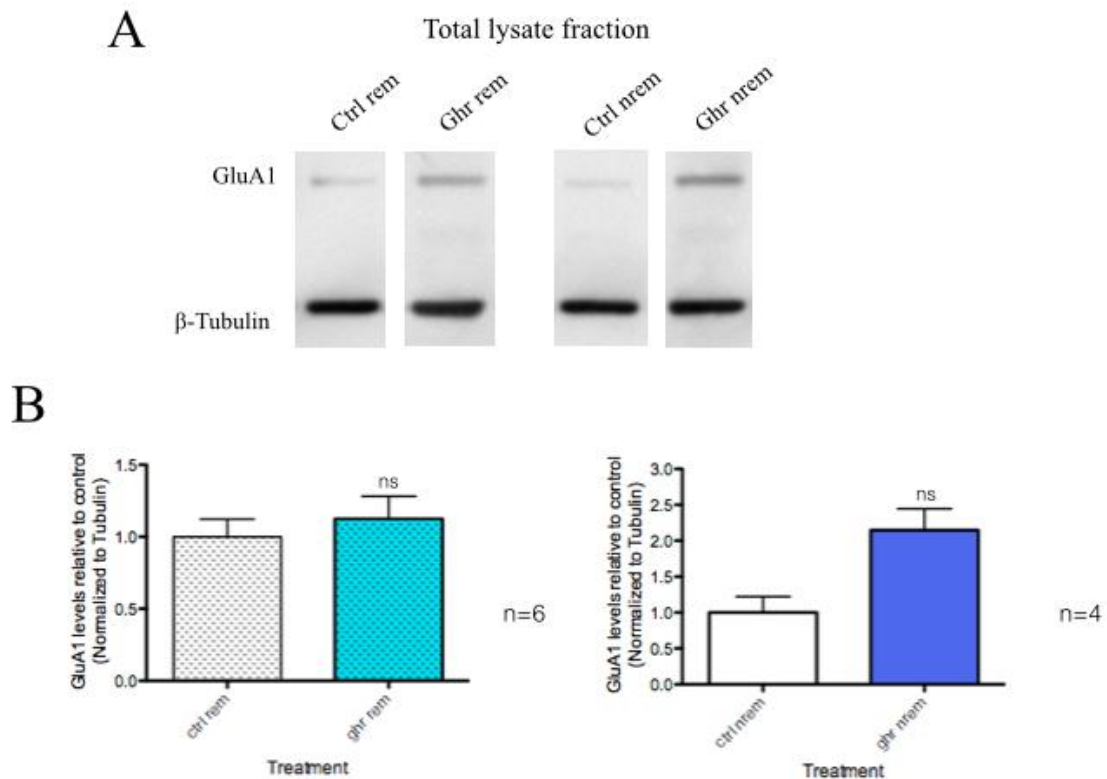 A
Total lysate fraction
Ctrl rem
Ghr rem
Ctrl nrem
Ghr nrem
GluA1
β-Tubulin
B
GluA1 levels relative to control
(Normalized to Tubulin)
1.5
1.0
0.5
0.0
ns
ctrl rem
ghr rem
Treatment
n=6
GluA1 levels relative to control
(Normalized to Tubulin)
3.0
2.5
2.0
1.5
1.0
0.5
0.0
ns
ctrl nrem
ghr nrem
Treatment
n=4